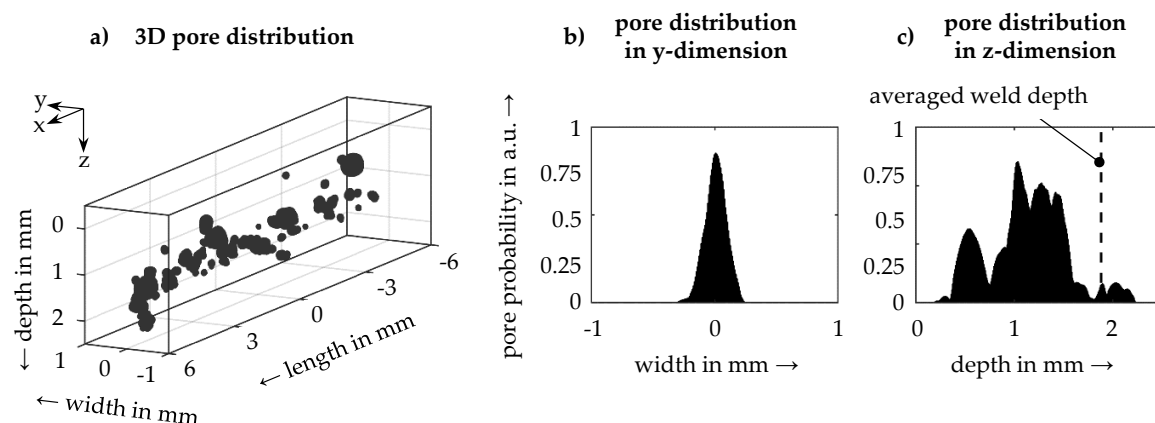 a) 3D pore distribution
y
x
z
0
1
2
← depth in mm
1 0 -1
← width in mm
6 3 0 -3 -6
← length in mm
b) pore distribution
in y-dimension
pore probability in a.u. →
1
0.75
0.5
0.25
0
-1 0 1
width in mm →
c) pore distribution
in z-dimension
averaged weld depth
1
0.75
0.5
0.25
0
0 1 2
depth in mm →